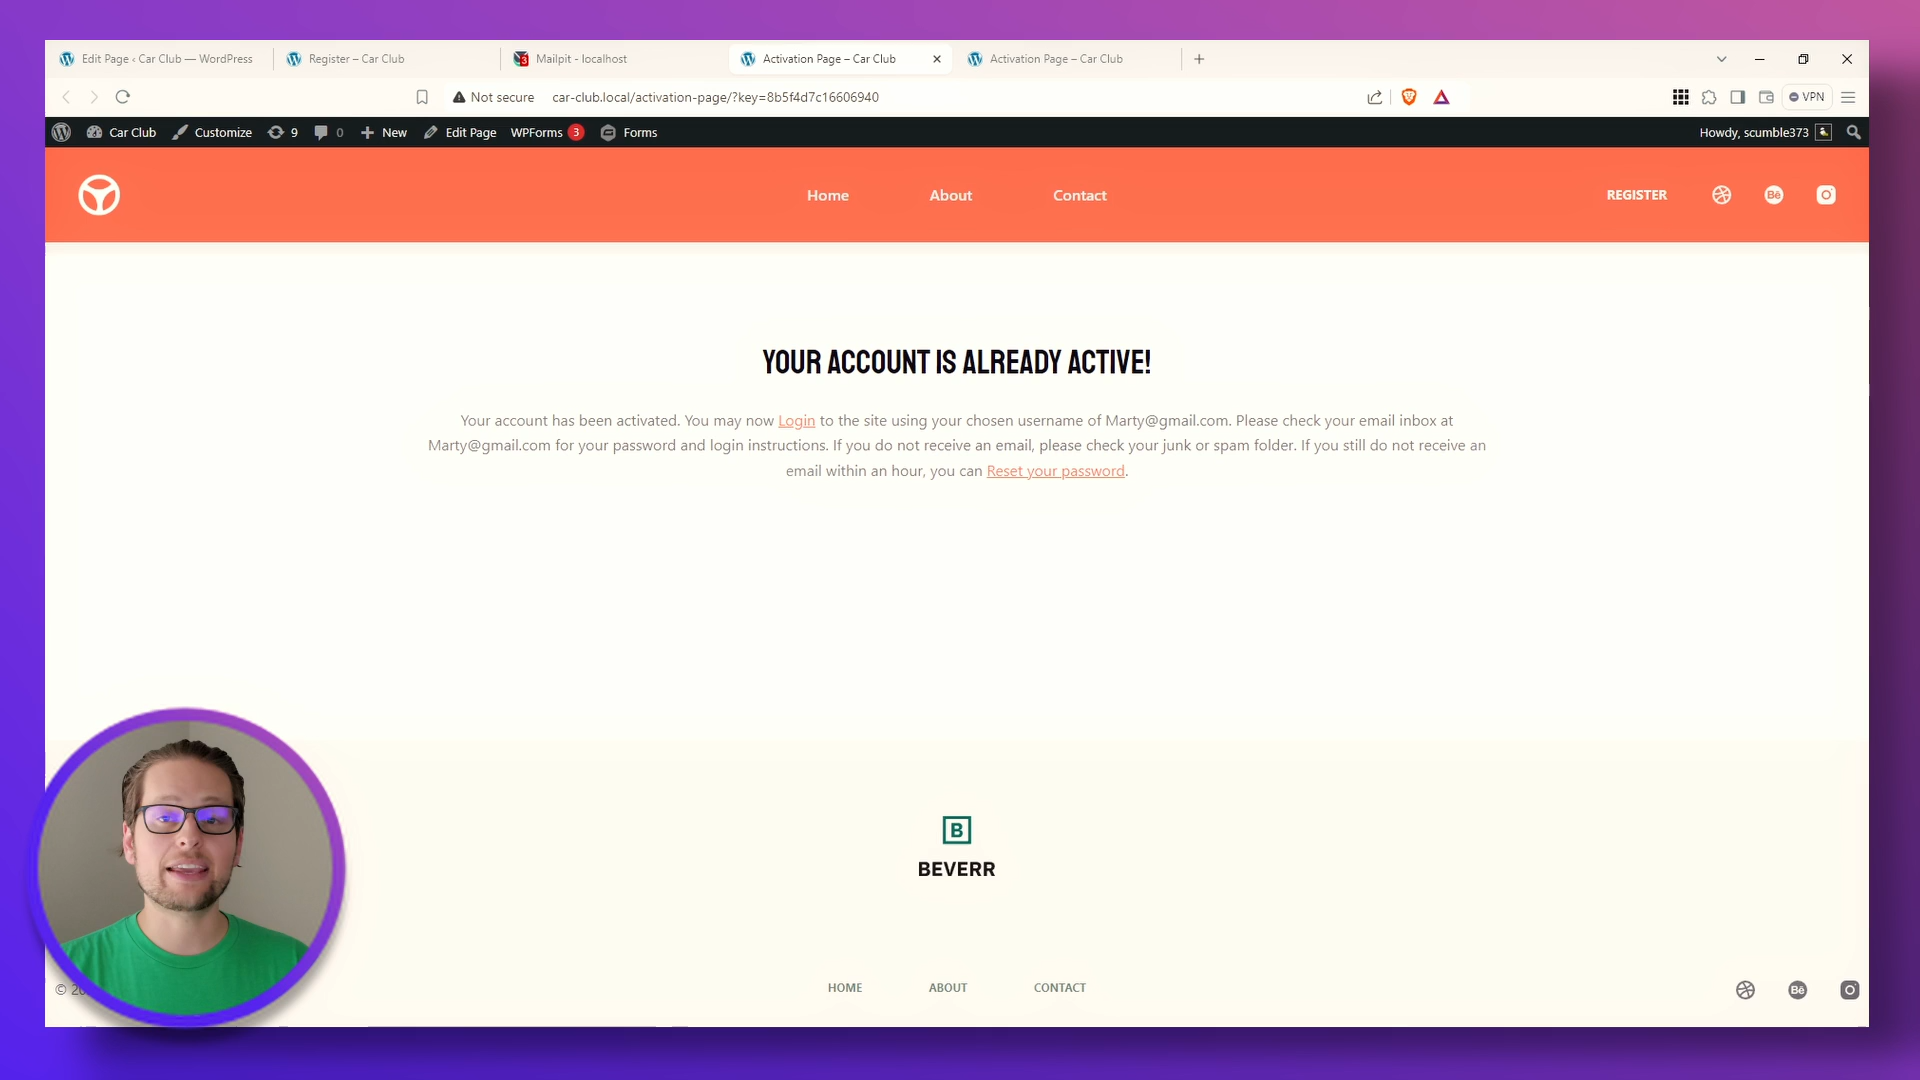 Edit Page ‹ Car Club — WordPress
Register – Car Club
Mailpit - localhost
Activation Page – Car Club
Activation Page – Car Club
Not secure
car-club.local/activation-page/?key=8b5f4d7c16606940
VPN
Car Club
Customize
9
0
New
Edit Page
WPForms 3
Forms
Howdy, scumble373
Home
About
Contact
REGISTER
Bē
YOUR ACCOUNT IS ALREADY ACTIVE!
Your account has been activated. You may now Login to the site using your chosen username of Marty@gmail.com. Please check your email inbox at
Marty@gmail.com for your password and login instructions. If you do not receive an email, please check your junk or spam folder. If you still do not receive an
email within an hour, you can Reset your password.
B
BEVERR
©
HOME
ABOUT
CONTACT
Bē